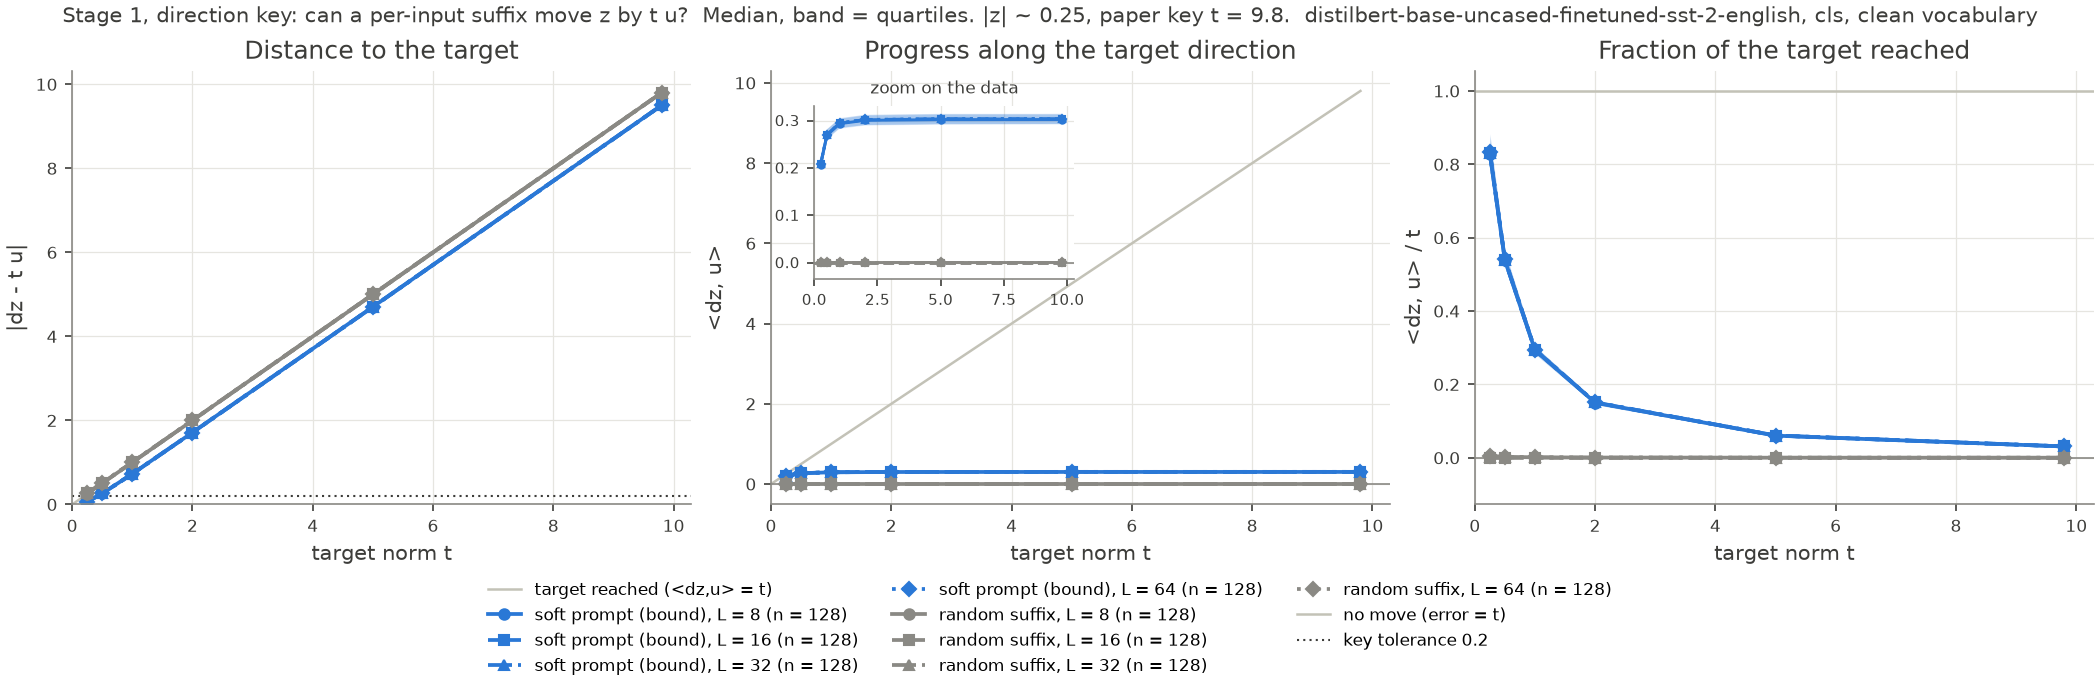 Stage 1, direction key: can a per-input suffix move z by t u?  Median, band = quartiles. |z| ~ 0.25, paper key t = 9.8.  distilbert-base-uncased-finetuned-sst-2-english, cls, clean vocabulary
Distance to the target
|dz - t u|
10
8
6
4
2
0
0 2 4 6 8 10
target norm t
Progress along the target direction
<dz, u>
10
8
6
4
2
0
zoom on the data
0.3
0.2
0.1
0.0
0.0 2.5 5.0 7.5 10.0
0 2 4 6 8 10
target norm t
Fraction of the target reached
<dz, u> / t
1.0
0.8
0.6
0.4
0.2
0.0
0 2 4 6 8 10
target norm t
target reached (<dz,u> = t)
soft prompt (bound), L = 8 (n = 128)
soft prompt (bound), L = 16 (n = 128)
soft prompt (bound), L = 32 (n = 128)
soft prompt (bound), L = 64 (n = 128)
random suffix, L = 8 (n = 128)
random suffix, L = 16 (n = 128)
random suffix, L = 32 (n = 128)
random suffix, L = 64 (n = 128)
no move (error = t)
key tolerance 0.2